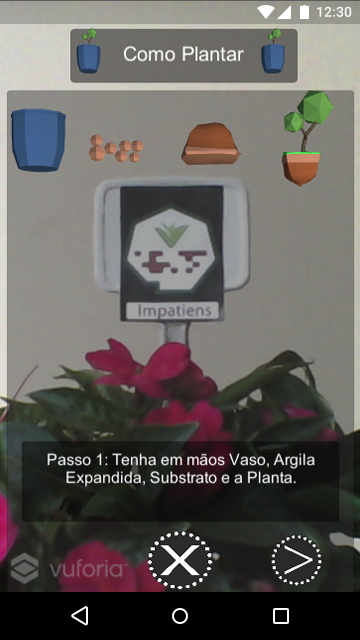 12:30
Como Plantar
Impatiens
Passo 1: Tenha em mãos Vaso, Argila
Expandida, Substrato e a Planta.
vuforia